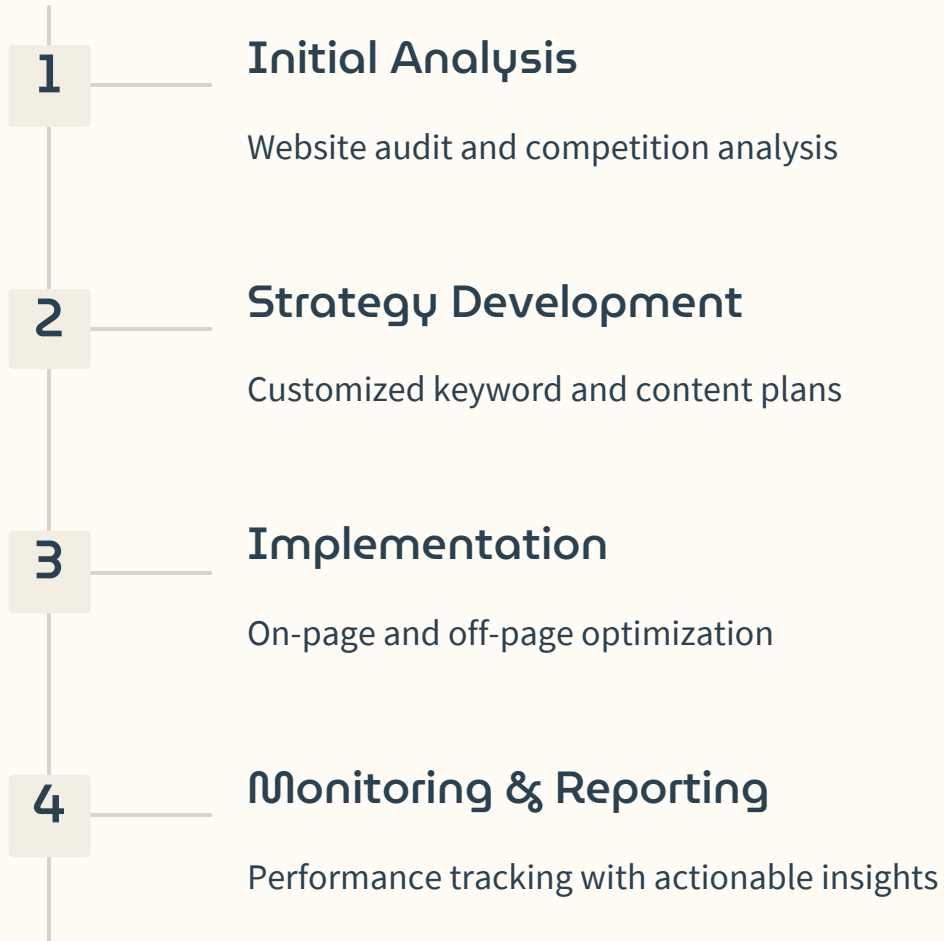 1
Initial Analysis
Website audit and competition analysis
2
Strategy Development
Customized keyword and content plans
3
Implementation
On-page and off-page optimization
4
Monitoring & Reporting
Performance tracking with actionable insights